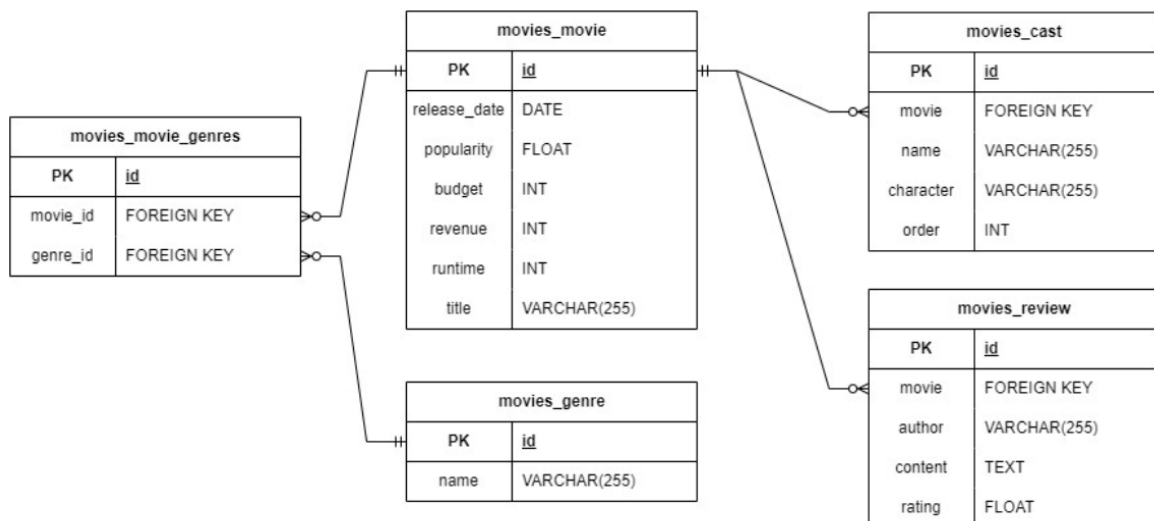 movies_movie_genres
PK id
movie_id FOREIGN KEY
genre_id FOREIGN KEY
movies_movie
PK id
release_date DATE
popularity FLOAT
budget INT
revenue INT
runtime INT
title VARCHAR(255)
movies_genre
PK id
name VARCHAR(255)
movies_cast
PK id
movie FOREIGN KEY
name VARCHAR(255)
character VARCHAR(255)
order INT
movies_review
PK id
movie FOREIGN KEY
author VARCHAR(255)
content TEXT
rating FLOAT